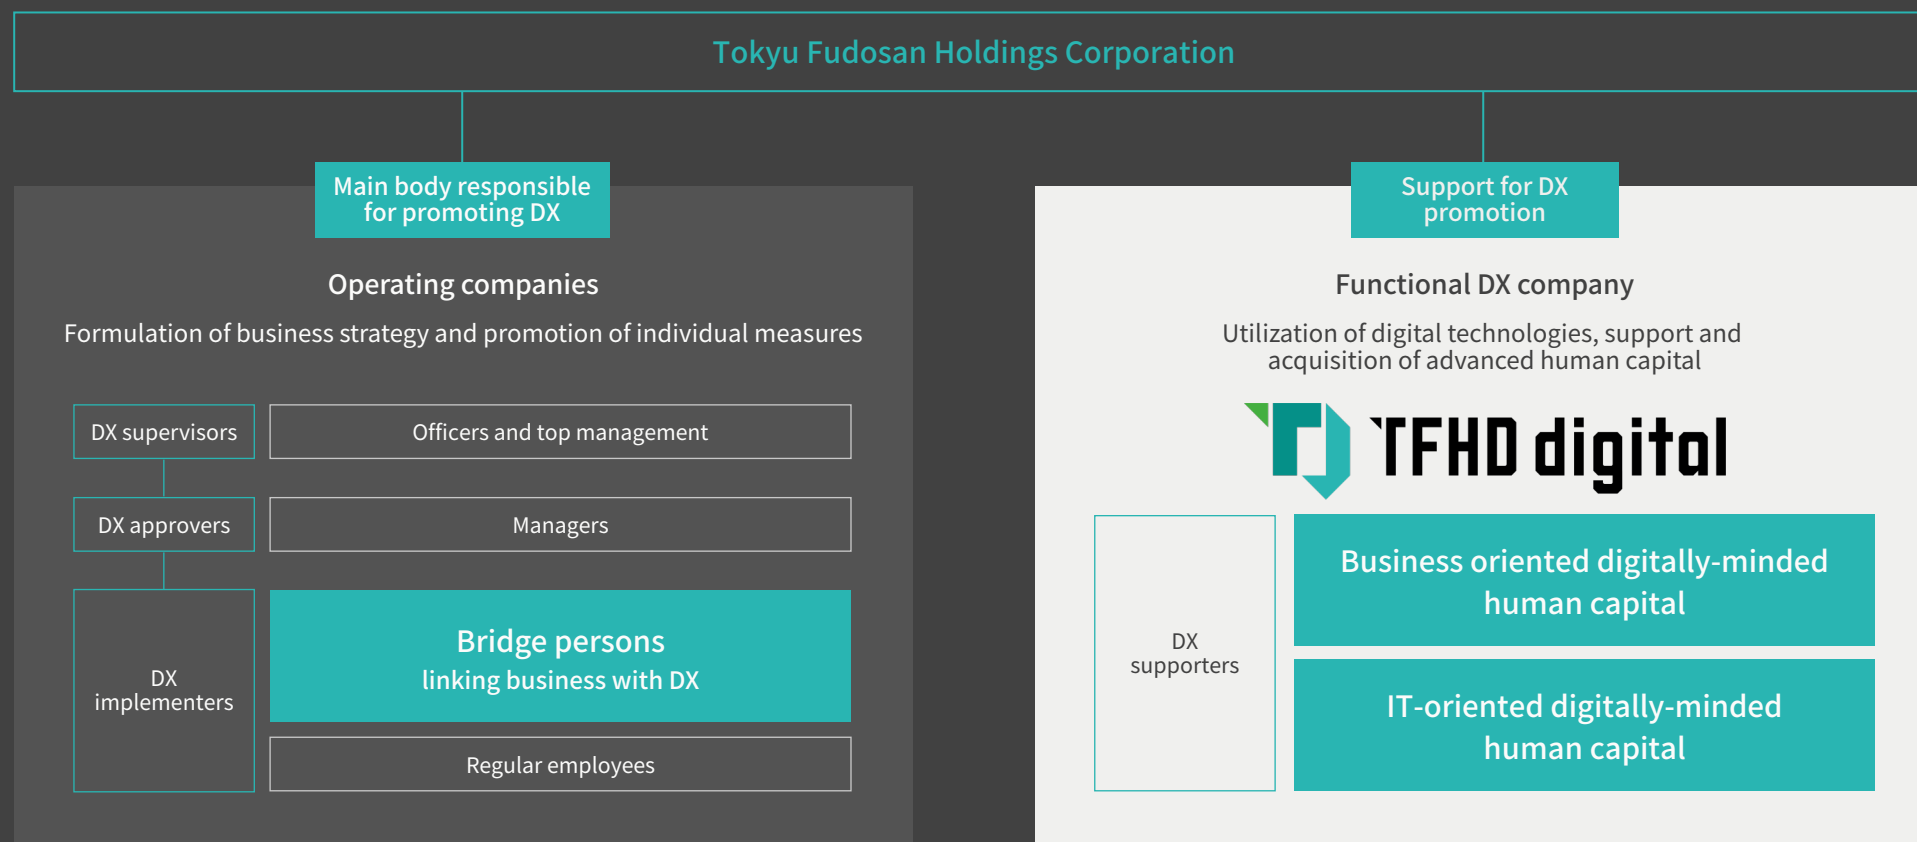 Tokyu Fudosan Holdings Corporation
Main body responsible
for promoting DX
Operating companies
Formulation of business strategy and promotion of individual measures
DX supervisors
Officers and top management
DX approvers
Managers
DX
implementers
Bridge persons
linking business with DX
Regular employees
Support for DX
promotion
Functional DX company
Utilization of digital technologies, support and
acquisition of advanced human capital
TFHD digital
DX
supporters
Business oriented digitally-minded
human capital
IT-oriented digitally-minded
human capital